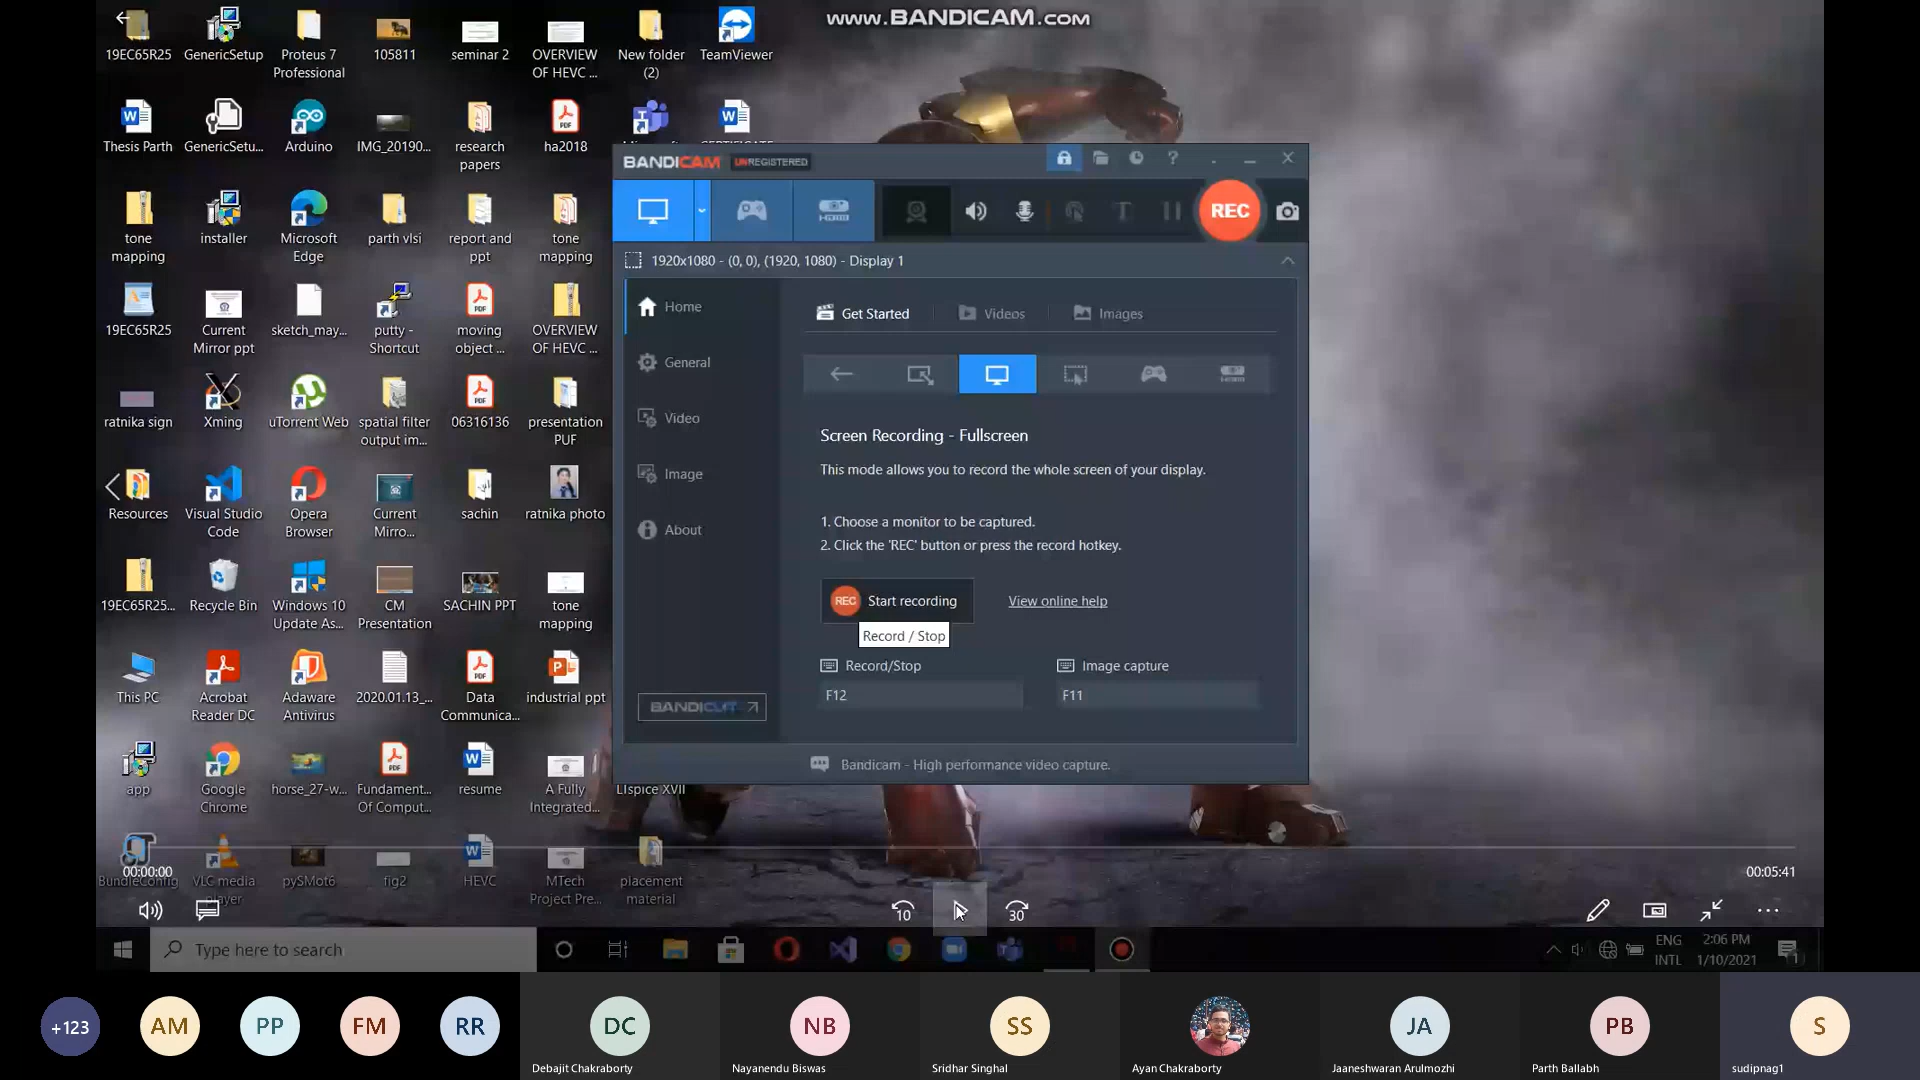 www.BANDICAM.com
19EC65R25
GenericSetup
Proteus 7
Professional
105811
seminar 2
OVERVIEW
OF HEVC ...
New folder
(2)
TeamViewer
Thesis Parth
GenericSetu...
Arduino
IMG_20190...
research
papers
ha2018
BANDICAM UNREGISTERED
REC
1920x1080 - (0, 0), (1920, 1080) - Display 1
tone
mapping
installer
Microsoft
Edge
parth vlsi
report and
ppt
tone
mapping
Home
General
Video
Image
About
BANDICUT
Get Started
Videos
Images
Screen Recording - Fullscreen
This mode allows you to record the whole screen of your display.
1. Choose a monitor to be captured.
2. Click the 'REC' button or press the record hotkey.
REC Start recording
View online help
Record / Stop
Record/Stop
Image capture
F12
F11
Bandicam - High performance video capture.
19EC65R25
Current
Mirror ppt
sketch_may...
putty -
Shortcut
moving
object ...
OVERVIEW
OF HEVC ...
ratnika sign
Xming
uTorrent Web
spatial filter
output im...
06316136
presentation
PUF
Resources
Visual Studio
Code
Opera
Browser
Current
Mirro...
sachin
ratnika photo
19EC65R25...
Recycle Bin
Windows 10
Update As...
CM
Presentation
SACHIN PPT
tone
mapping
This PC
Acrobat
Reader DC
Adaware
Antivirus
2020.01.13_...
Data
Communica...
industrial ppt
app
Google
Chrome
horse_27-w...
Fundament...
Of Comput...
resume
A Fully
Integrated...
LTspice XVII
BundleConfig
VLC media
player
pySMot6
fig2
HEVC
MTech
Project Pre...
placement
material
00:00:00
00:05:41
10
30
Type here to search
ENG
INTL
2:06 PM
1/10/2021
+123
AM
PP
FM
RR
DC
NB
SS
JA
PB
S
Debajit Chakraborty
Nayanendu Biswas
Sridhar Singhal
Ayan Chakraborty
Jaaneshwaran Arulmozhi
Parth Ballabh
sudipnag1